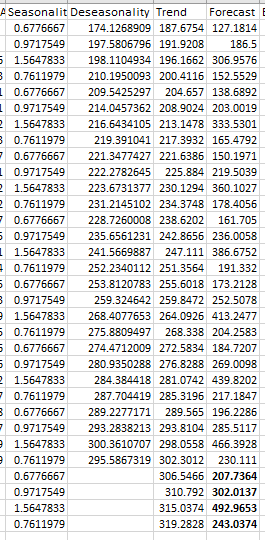 Seasonalit Deseasonality Trend Forecast
0.6776667 174.1268909 187.6754 127.1814
0.9717549 197.5806796 191.9208 186.5
1.5647833 198.1104934 196.1662 306.9576
0.7611979 210.1950093 200.4116 152.5529
0.6776667 209.5425297 204.657 138.6892
0.9717549 214.0457362 208.9024 203.0019
1.5647833 216.6434105 213.1478 333.5301
0.7611979 219.391041 217.3932 165.4792
0.6776667 221.3477427 221.6386 150.1971
0.9717549 222.2782645 225.884 219.5039
1.5647833 223.6731377 230.1294 360.1027
0.7611979 231.2145102 234.3748 178.4056
0.6776667 228.7260008 238.6202 161.705
0.9717549 235.6561231 242.8656 236.0058
1.5647833 241.5669887 247.111 386.6752
0.7611979 252.2340112 251.3564 191.332
0.6776667 253.8120783 255.6018 173.2128
0.9717549 259.324642 259.8472 252.5078
1.5647833 268.4077653 264.0926 413.2477
0.7611979 275.8809497 268.338 204.2583
0.6776667 274.4712009 272.5834 184.7207
0.9717549 280.9350288 276.8288 269.0098
1.5647833 284.384418 281.0742 439.8202
0.7611979 287.704419 285.3196 217.1847
0.6776667 289.2277171 289.565 196.2286
0.9717549 293.2838213 293.8104 285.5117
1.5647833 300.3610707 298.0558 466.3928
0.7611979 295.5867319 302.3012 230.111
0.6776667 306.5466 207.7364
0.9717549 310.792 302.0137
1.5647833 315.0374 492.9653
0.7611979 319.2828 243.0374